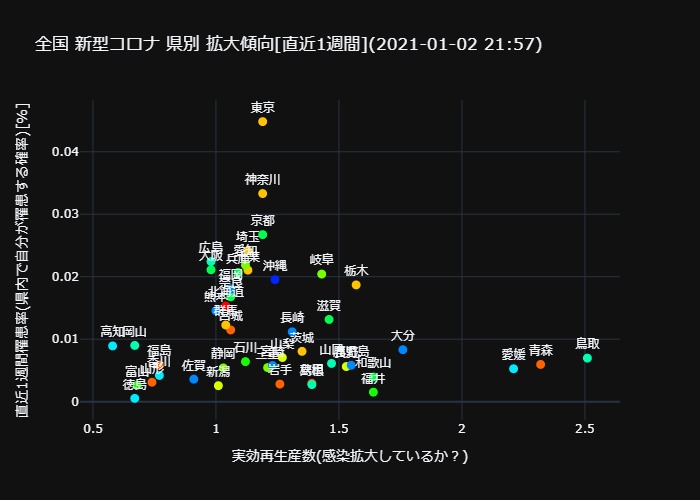 全国 新型コロナ 県別 拡大傾向[直近1週間](2021-01-02 21:57)
東京
0.04
神奈川
0.03
京都
埼玉
広島
愛知
大阪
兵庫
沖縄
岐阜
栃木
0.02
福岡
北海道
熊本
滋賀
群馬
宮城
長崎
高知
岡山
大分
茨城
鳥取
0.01
山梨
石川
静岡
福島
愛媛
青森
和歌山
佐賀
岩手
新潟
富山
福井
徳島
0
0.5
1
1.5
2
2.5
直近1週間罹患率(県内で自分が罹患する確率)[%]
実効再生産数(感染拡大しているか？)